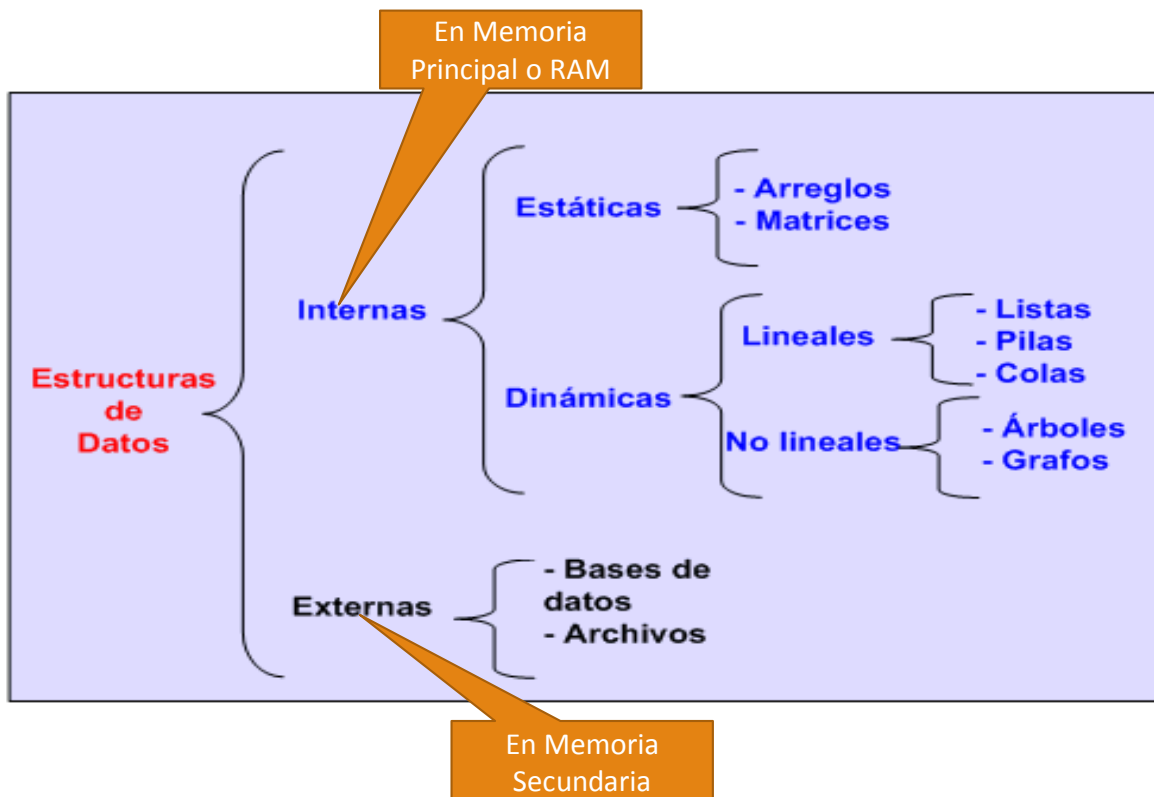 En Memoria
Principal o RAM
Estructuras
de
Datos
Internas
Estáticas
- Arreglos
- Matrices
Dinámicas
Lineales
- Listas
- Pilas
- Colas
No lineales
- Árboles
- Grafos
Externas
- Bases de
datos
- Archivos
En Memoria
Secundaria